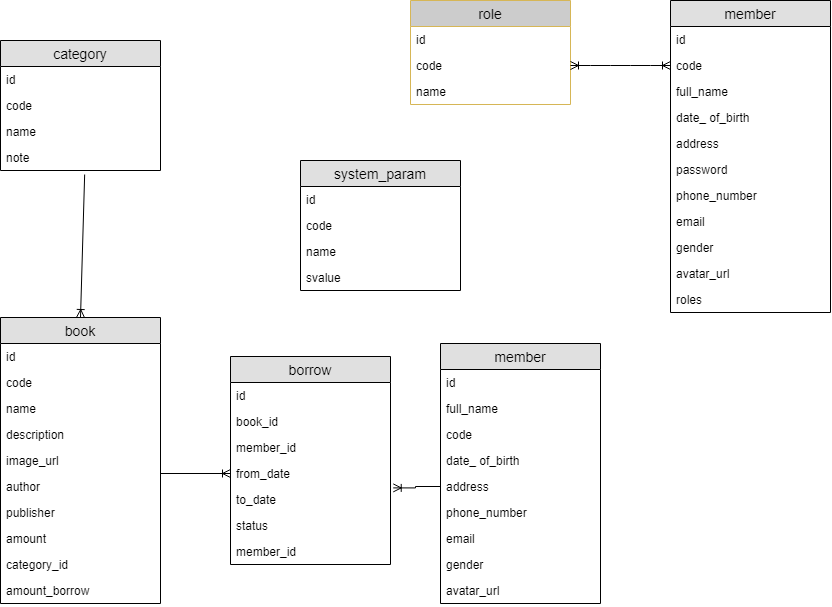 role
id
code
name
member
id
code
full_name
date_ of_birth
address
password
phone_number
email
gender
avatar_url
roles
category
id
code
name
note
system_param
id
code
name
svalue
book
id
code
name
description
image_url
author
publisher
amount
category_id
amount_borrow
borrow
id
book_id
member_id
from_date
to_date
status
member_id
member
id
full_name
code
date_ of_birth
address
phone_number
email
gender
avatar_url